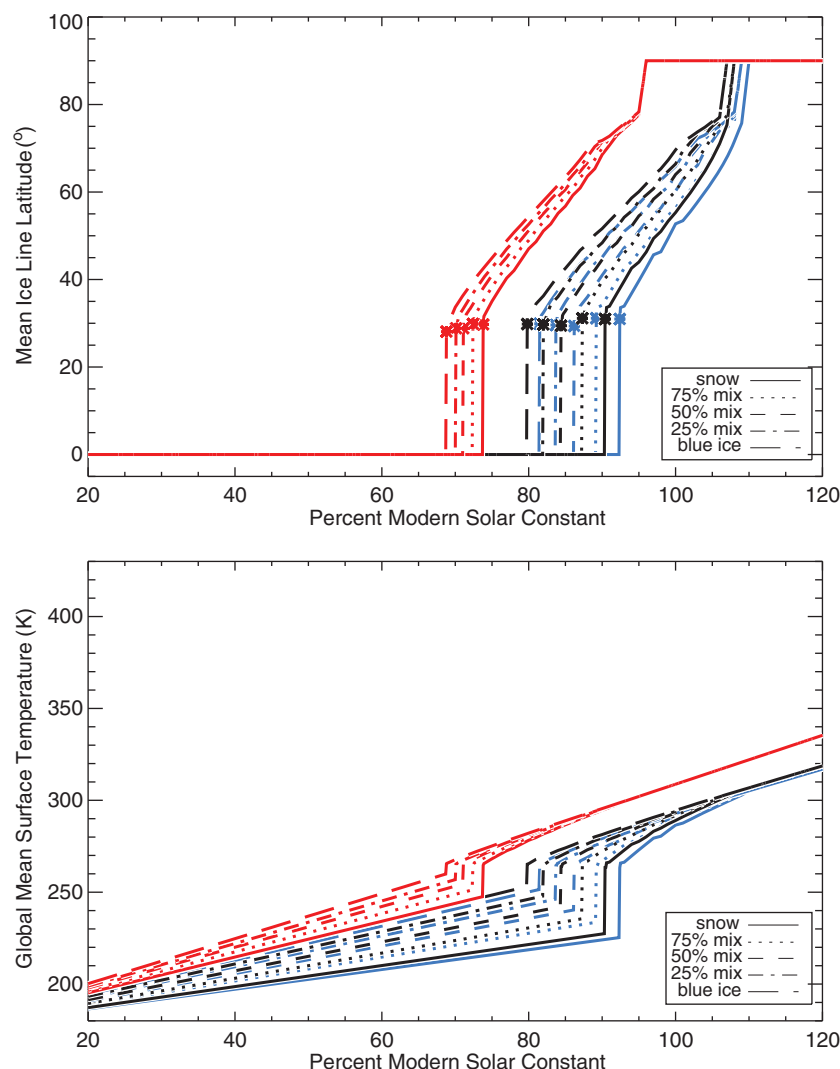 100
80
60
40
20
0
Mean Ice Line Latitude (°)
snow
75% mix
50% mix
25% mix
blue ice
20 40 60 80 100 120
Percent Modern Solar Constant
400
350
300
250
200
Global Mean Surface Temperature (K)
snow
75% mix
50% mix
25% mix
blue ice
20 40 60 80 100 120
Percent Modern Solar Constant